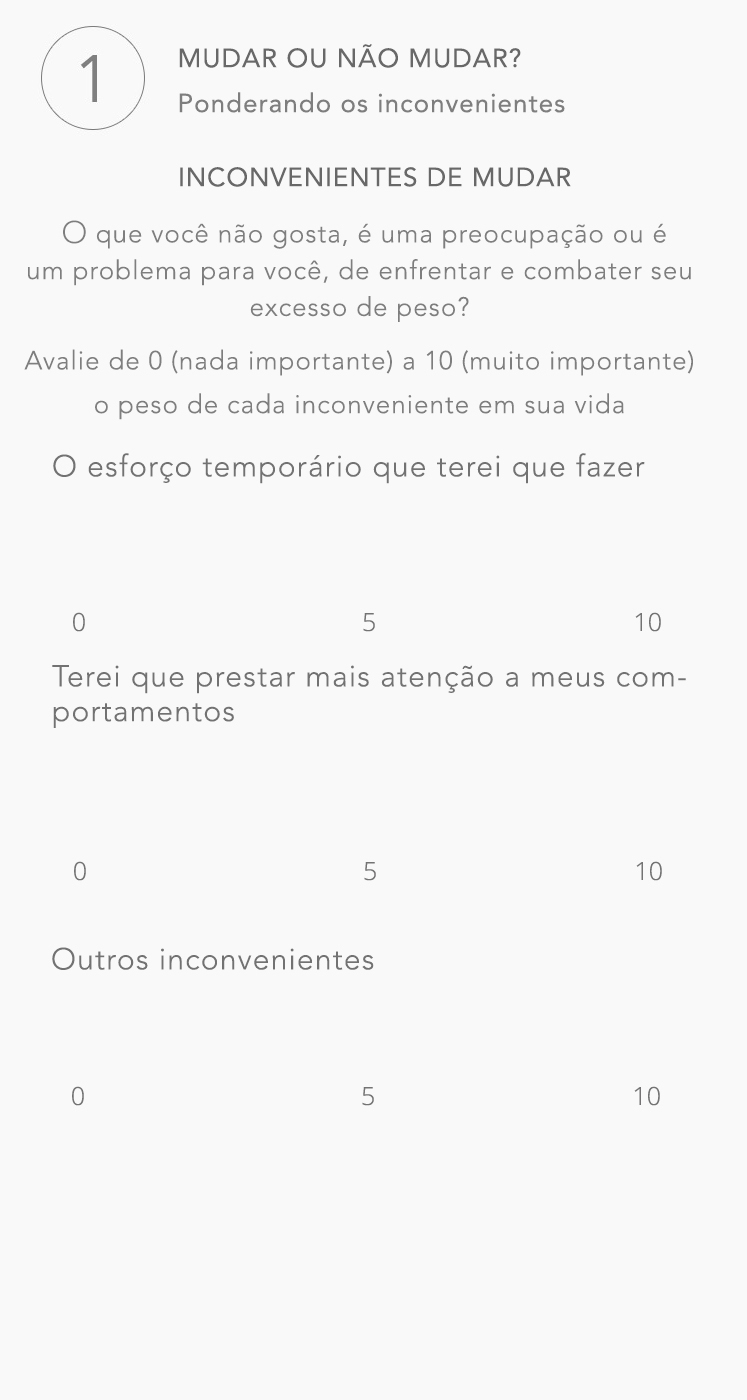 1
MUDAR OU NÃO MUDAR?
Ponderando os inconvenientes
INCONVENIENTES DE MUDAR
O que você não gosta, é uma preocupação ou é
um problema para você, de enfrentar e combater seu
excesso de peso?
Avalie de 0 (nada importante) a 10 (muito importante)
o peso de cada inconveniente em sua vida
O esforço temporário que terei que fazer
0 5 10
Terei que prestar mais atenção a meus com-
portamentos
0 5 10
Outros inconvenientes
0 5 10